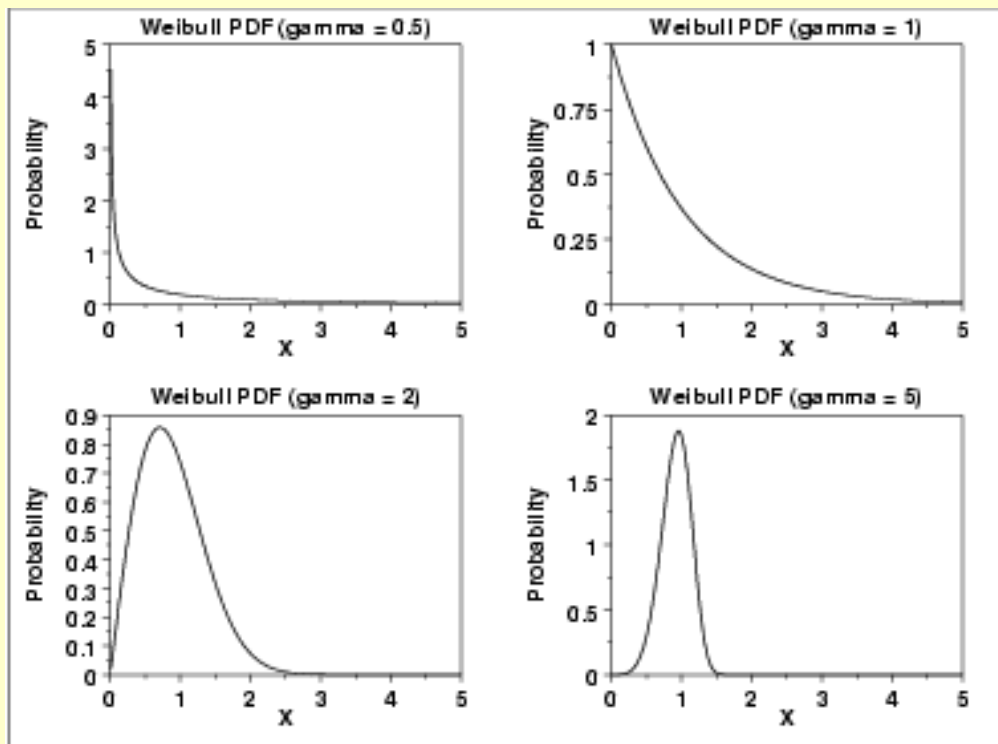 Weibull PDF (gamma = 0.5)
Probability
5
4
3
2
1
0
0 1 2 3 4 5
X
Weibull PDF (gamma = 1)
Probability
1
0.75
0.5
0.25
0
0 1 2 3 4 5
X
Weibull PDF (gamma = 2)
Probability
0.9
0.8
0.7
0.6
0.5
0.4
0.3
0.2
0.1
0
0 1 2 3 4 5
X
Weibull PDF (gamma = 5)
Probability
2
1.5
1
0.5
0
0 1 2 3 4 5
X